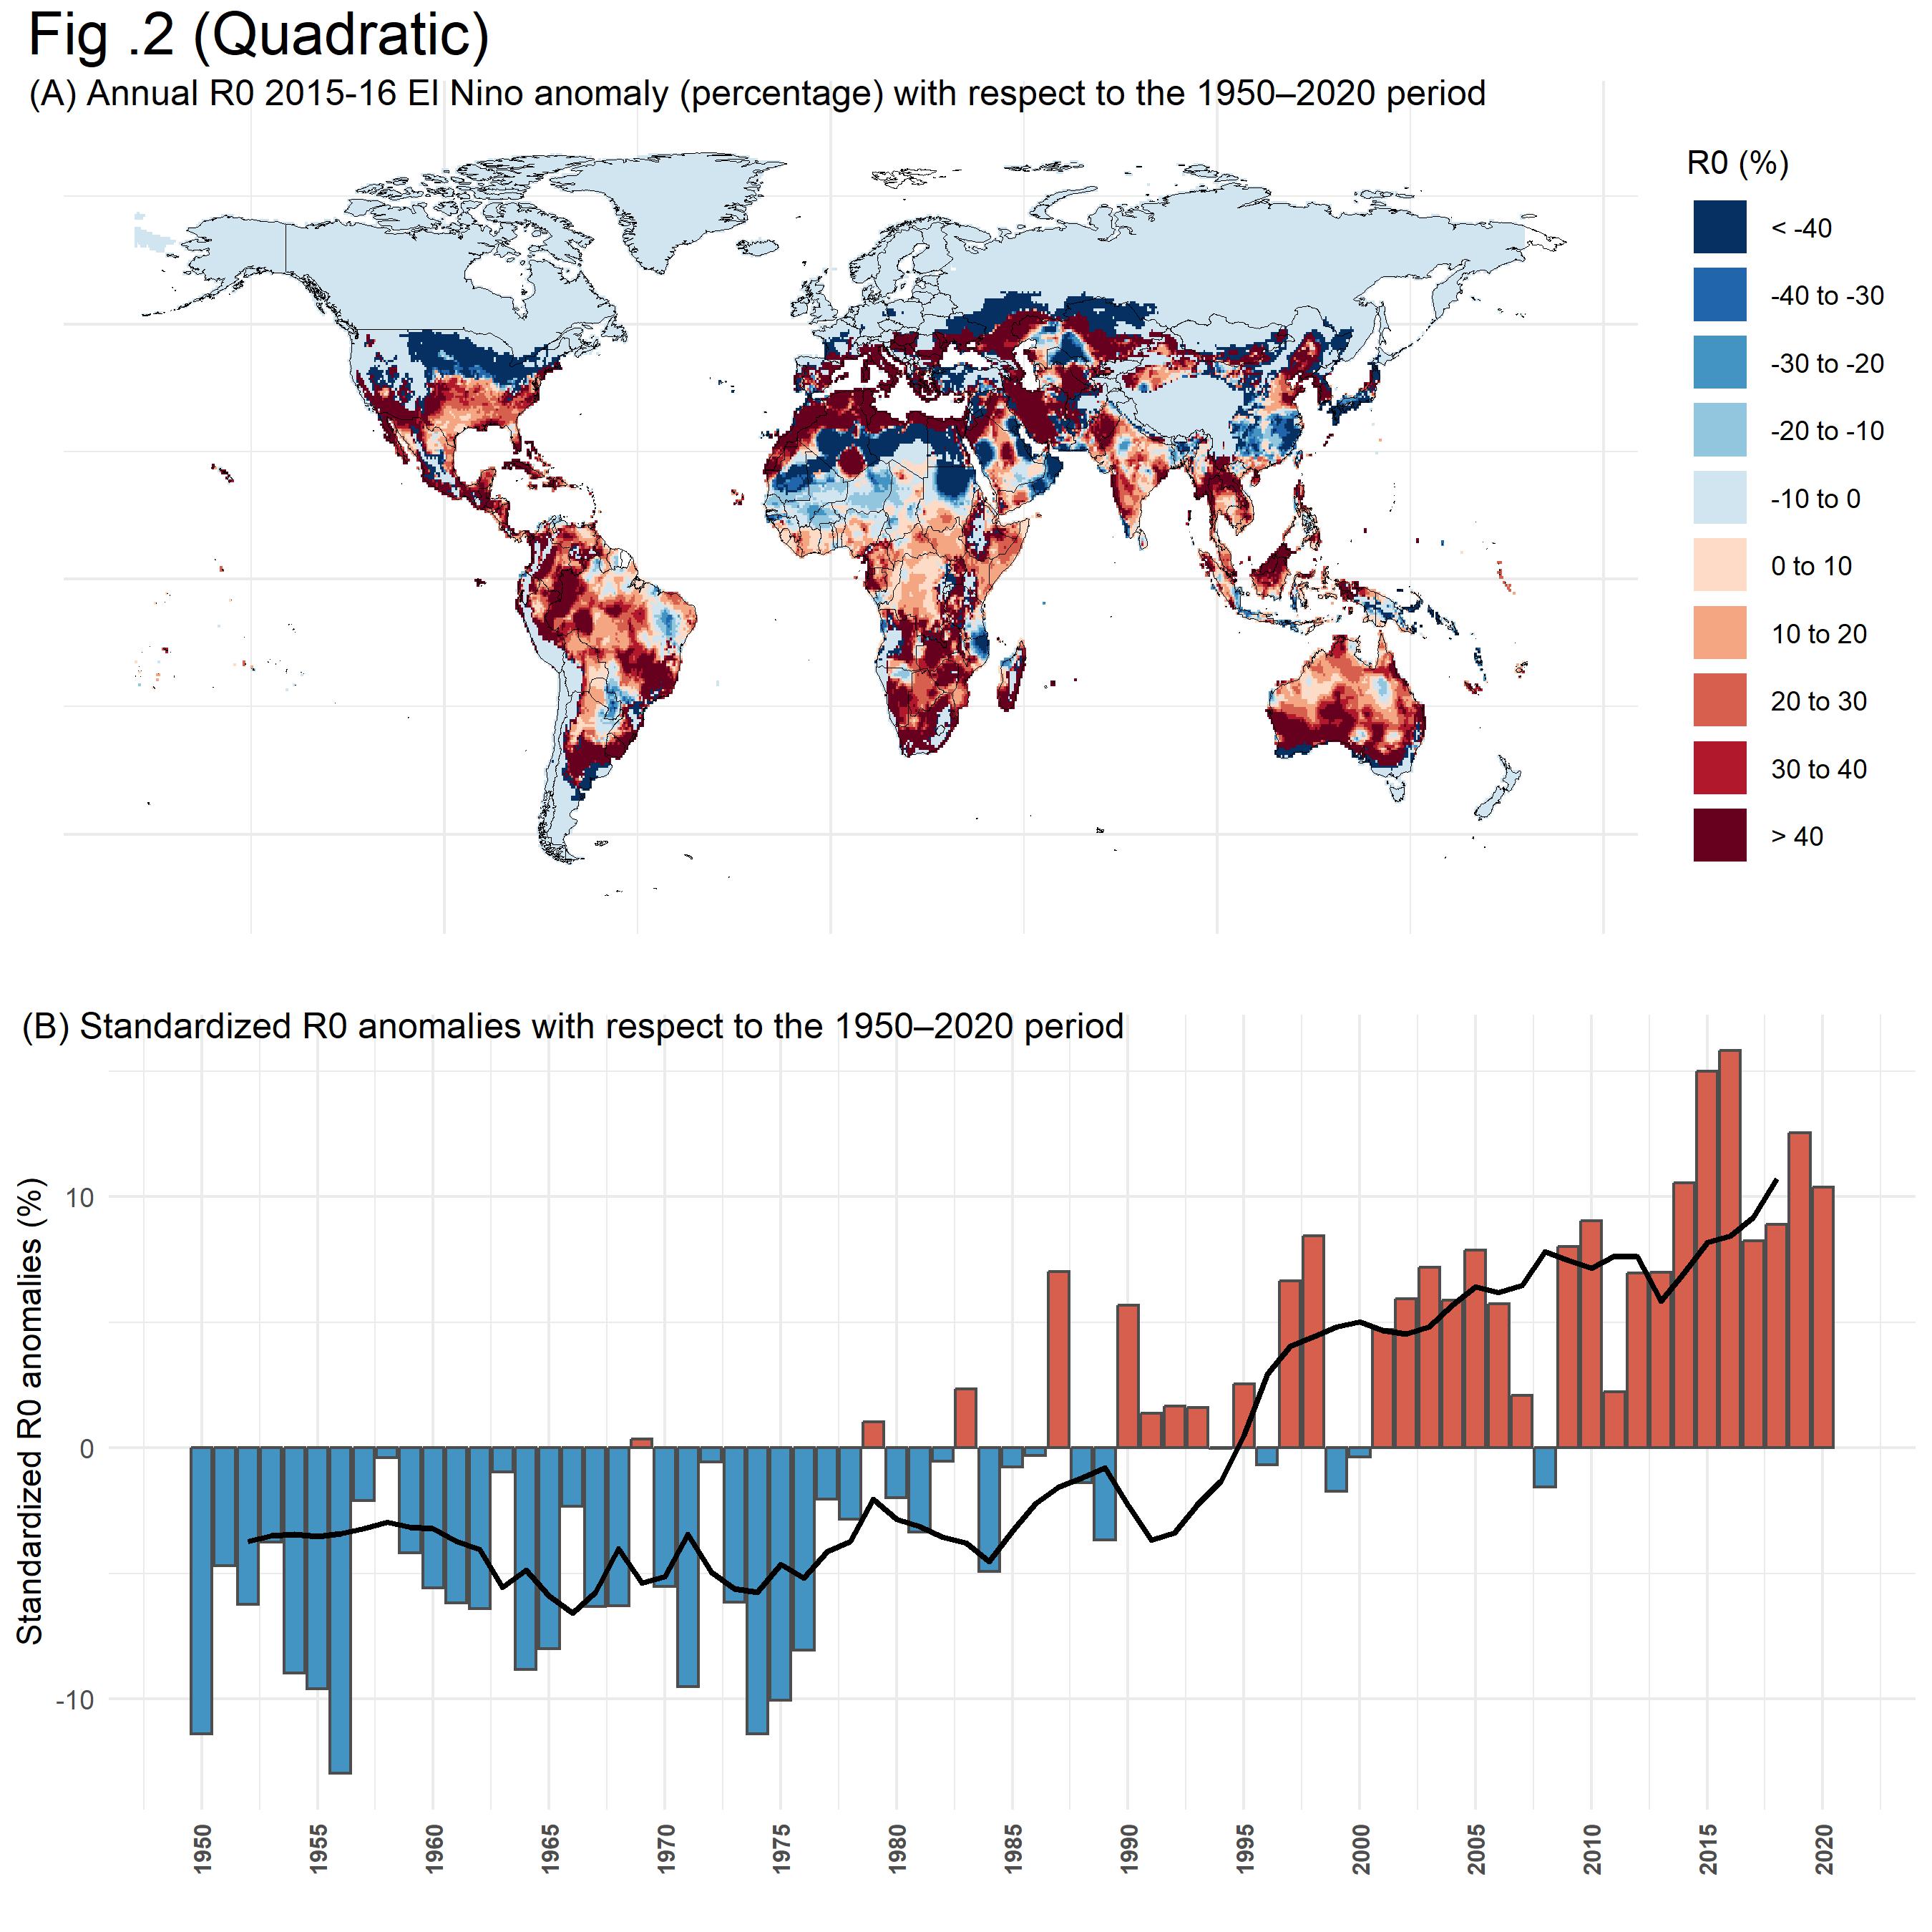 Fig .2 (Quadratic)
(A) Annual R0 2015-16 El Nino anomaly (percentage) with respect to the 1950–2020 period
R0 (%)
< -40
-40 to -30
-30 to -20
-20 to -10
-10 to 0
0 to 10
10 to 20
20 to 30
30 to 40
> 40
(B) Standardized R0 anomalies with respect to the 1950–2020 period
Standardized R0 anomalies (%)
10
0
-10
1950
1955
1960
1965
1970
1975
1980
1985
1990
1995
2000
2005
2010
2015
2020